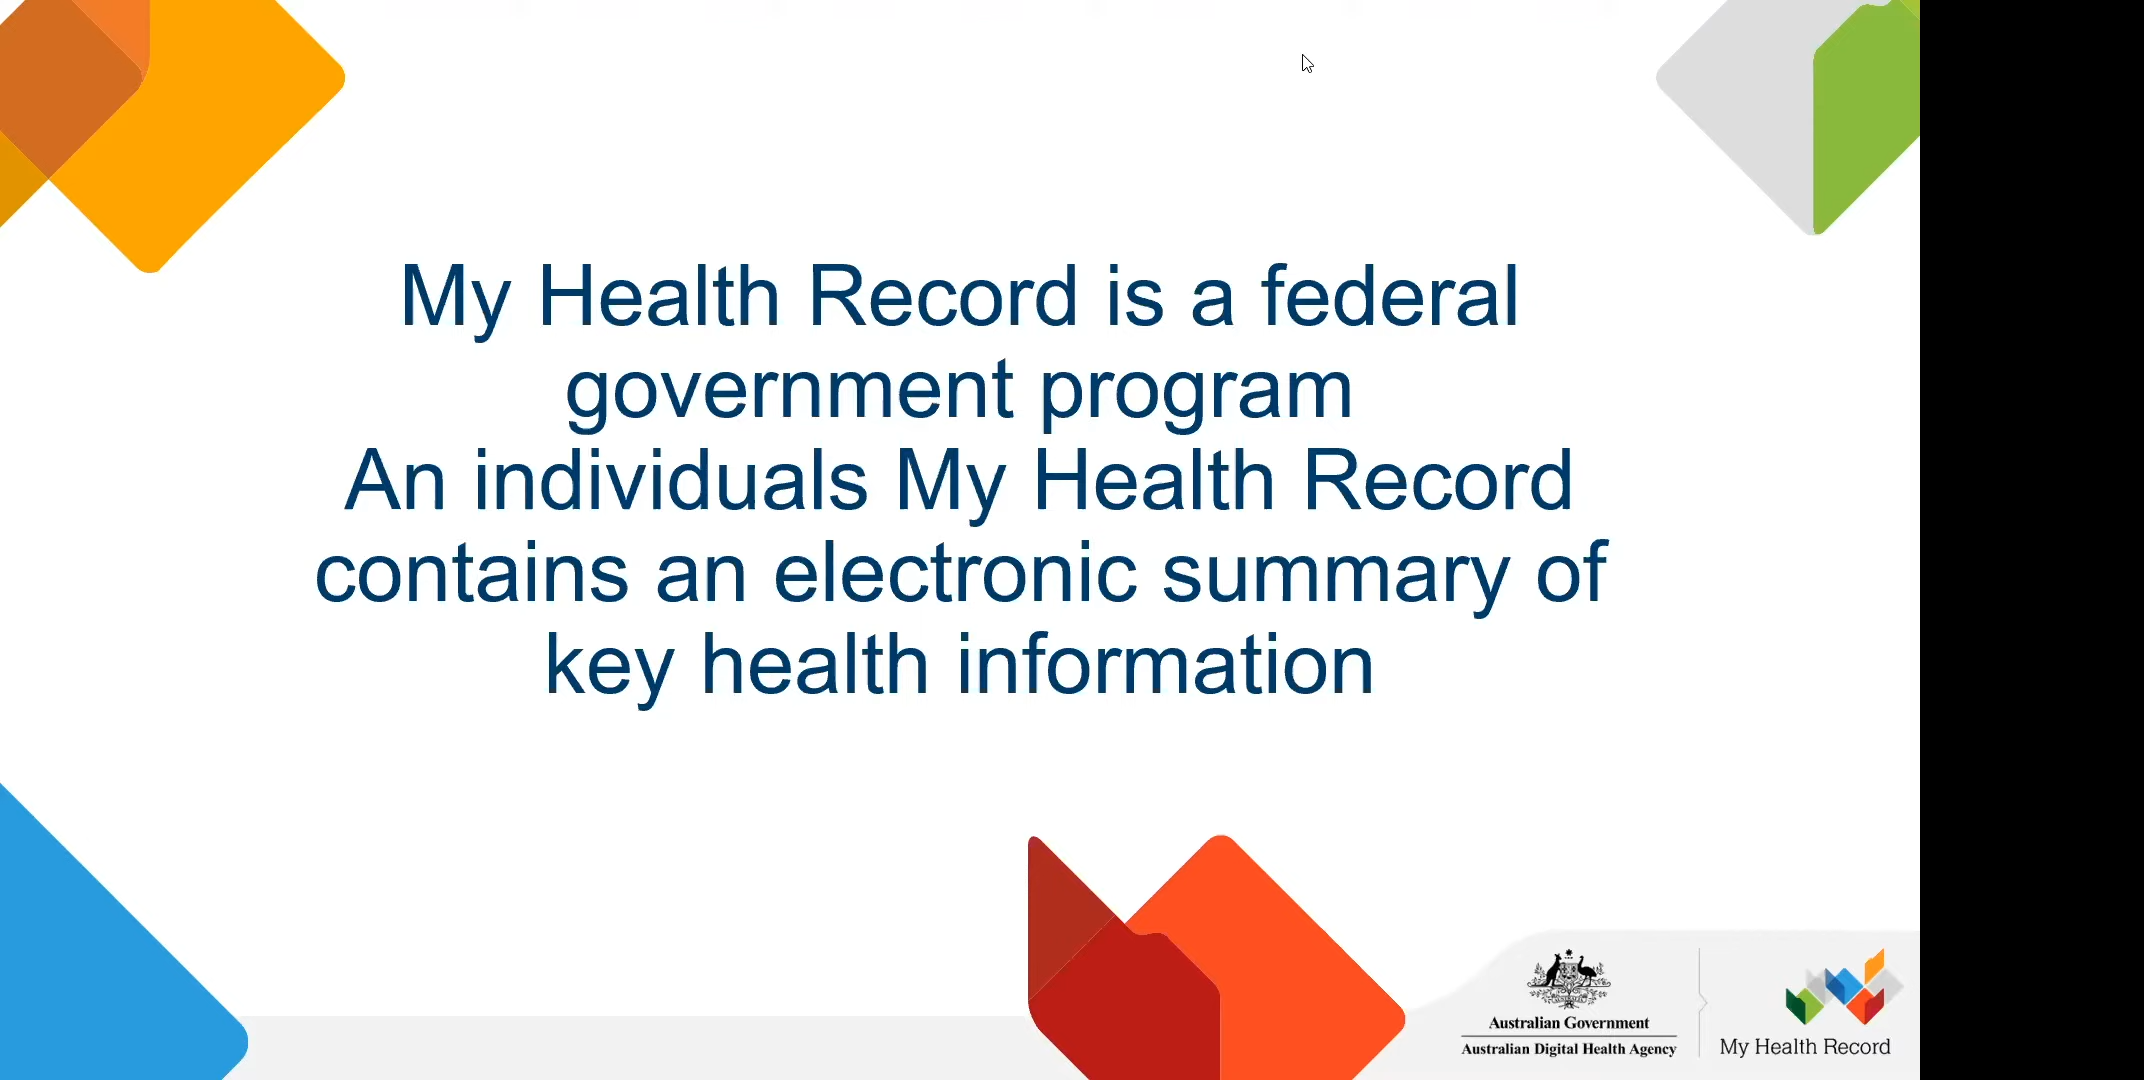 My Health Record is a federal
government program
An individuals My Health Record
contains an electronic summary of
key health information
Australian Government
Australian Digital Health Agency
My Health Record